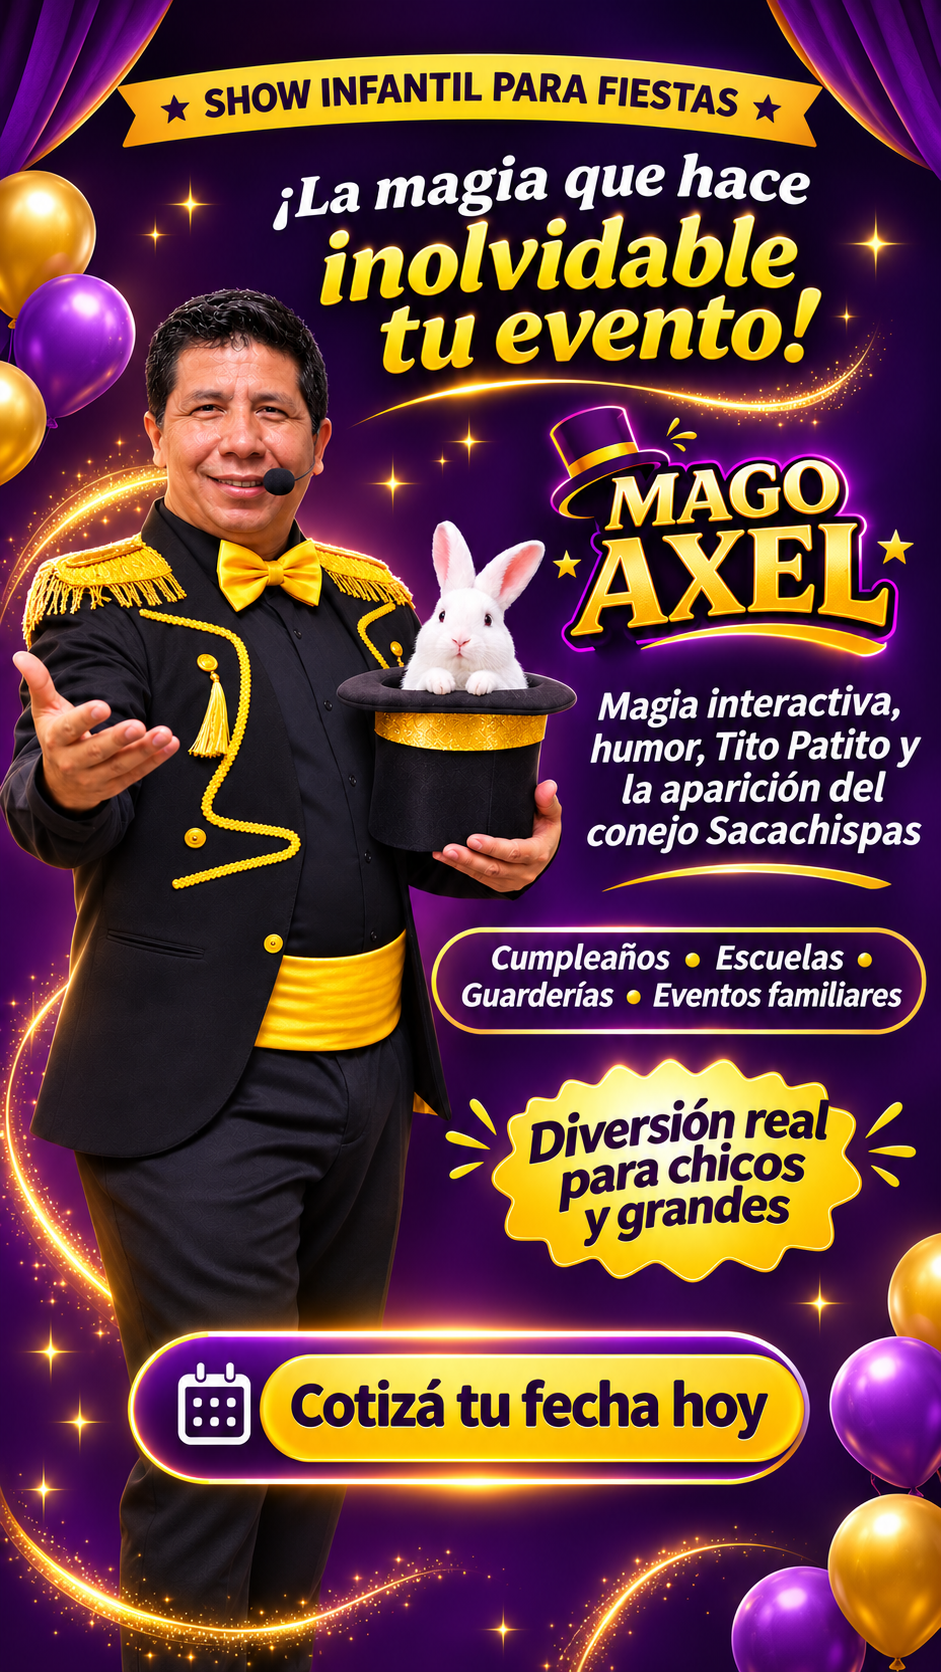 SHOW INFANTIL PARA FIESTAS
¡La magia que hace
inolvidable
tu evento!
MAGO
AXEL
Magia interactiva,
humor, Tito Patito y
la aparición del
conejo Sacachispas
Cumpleaños • Escuelas •
Guarderías • Eventos familiares
Diversión real
para chicos
y grandes
Cotizá tu fecha hoy